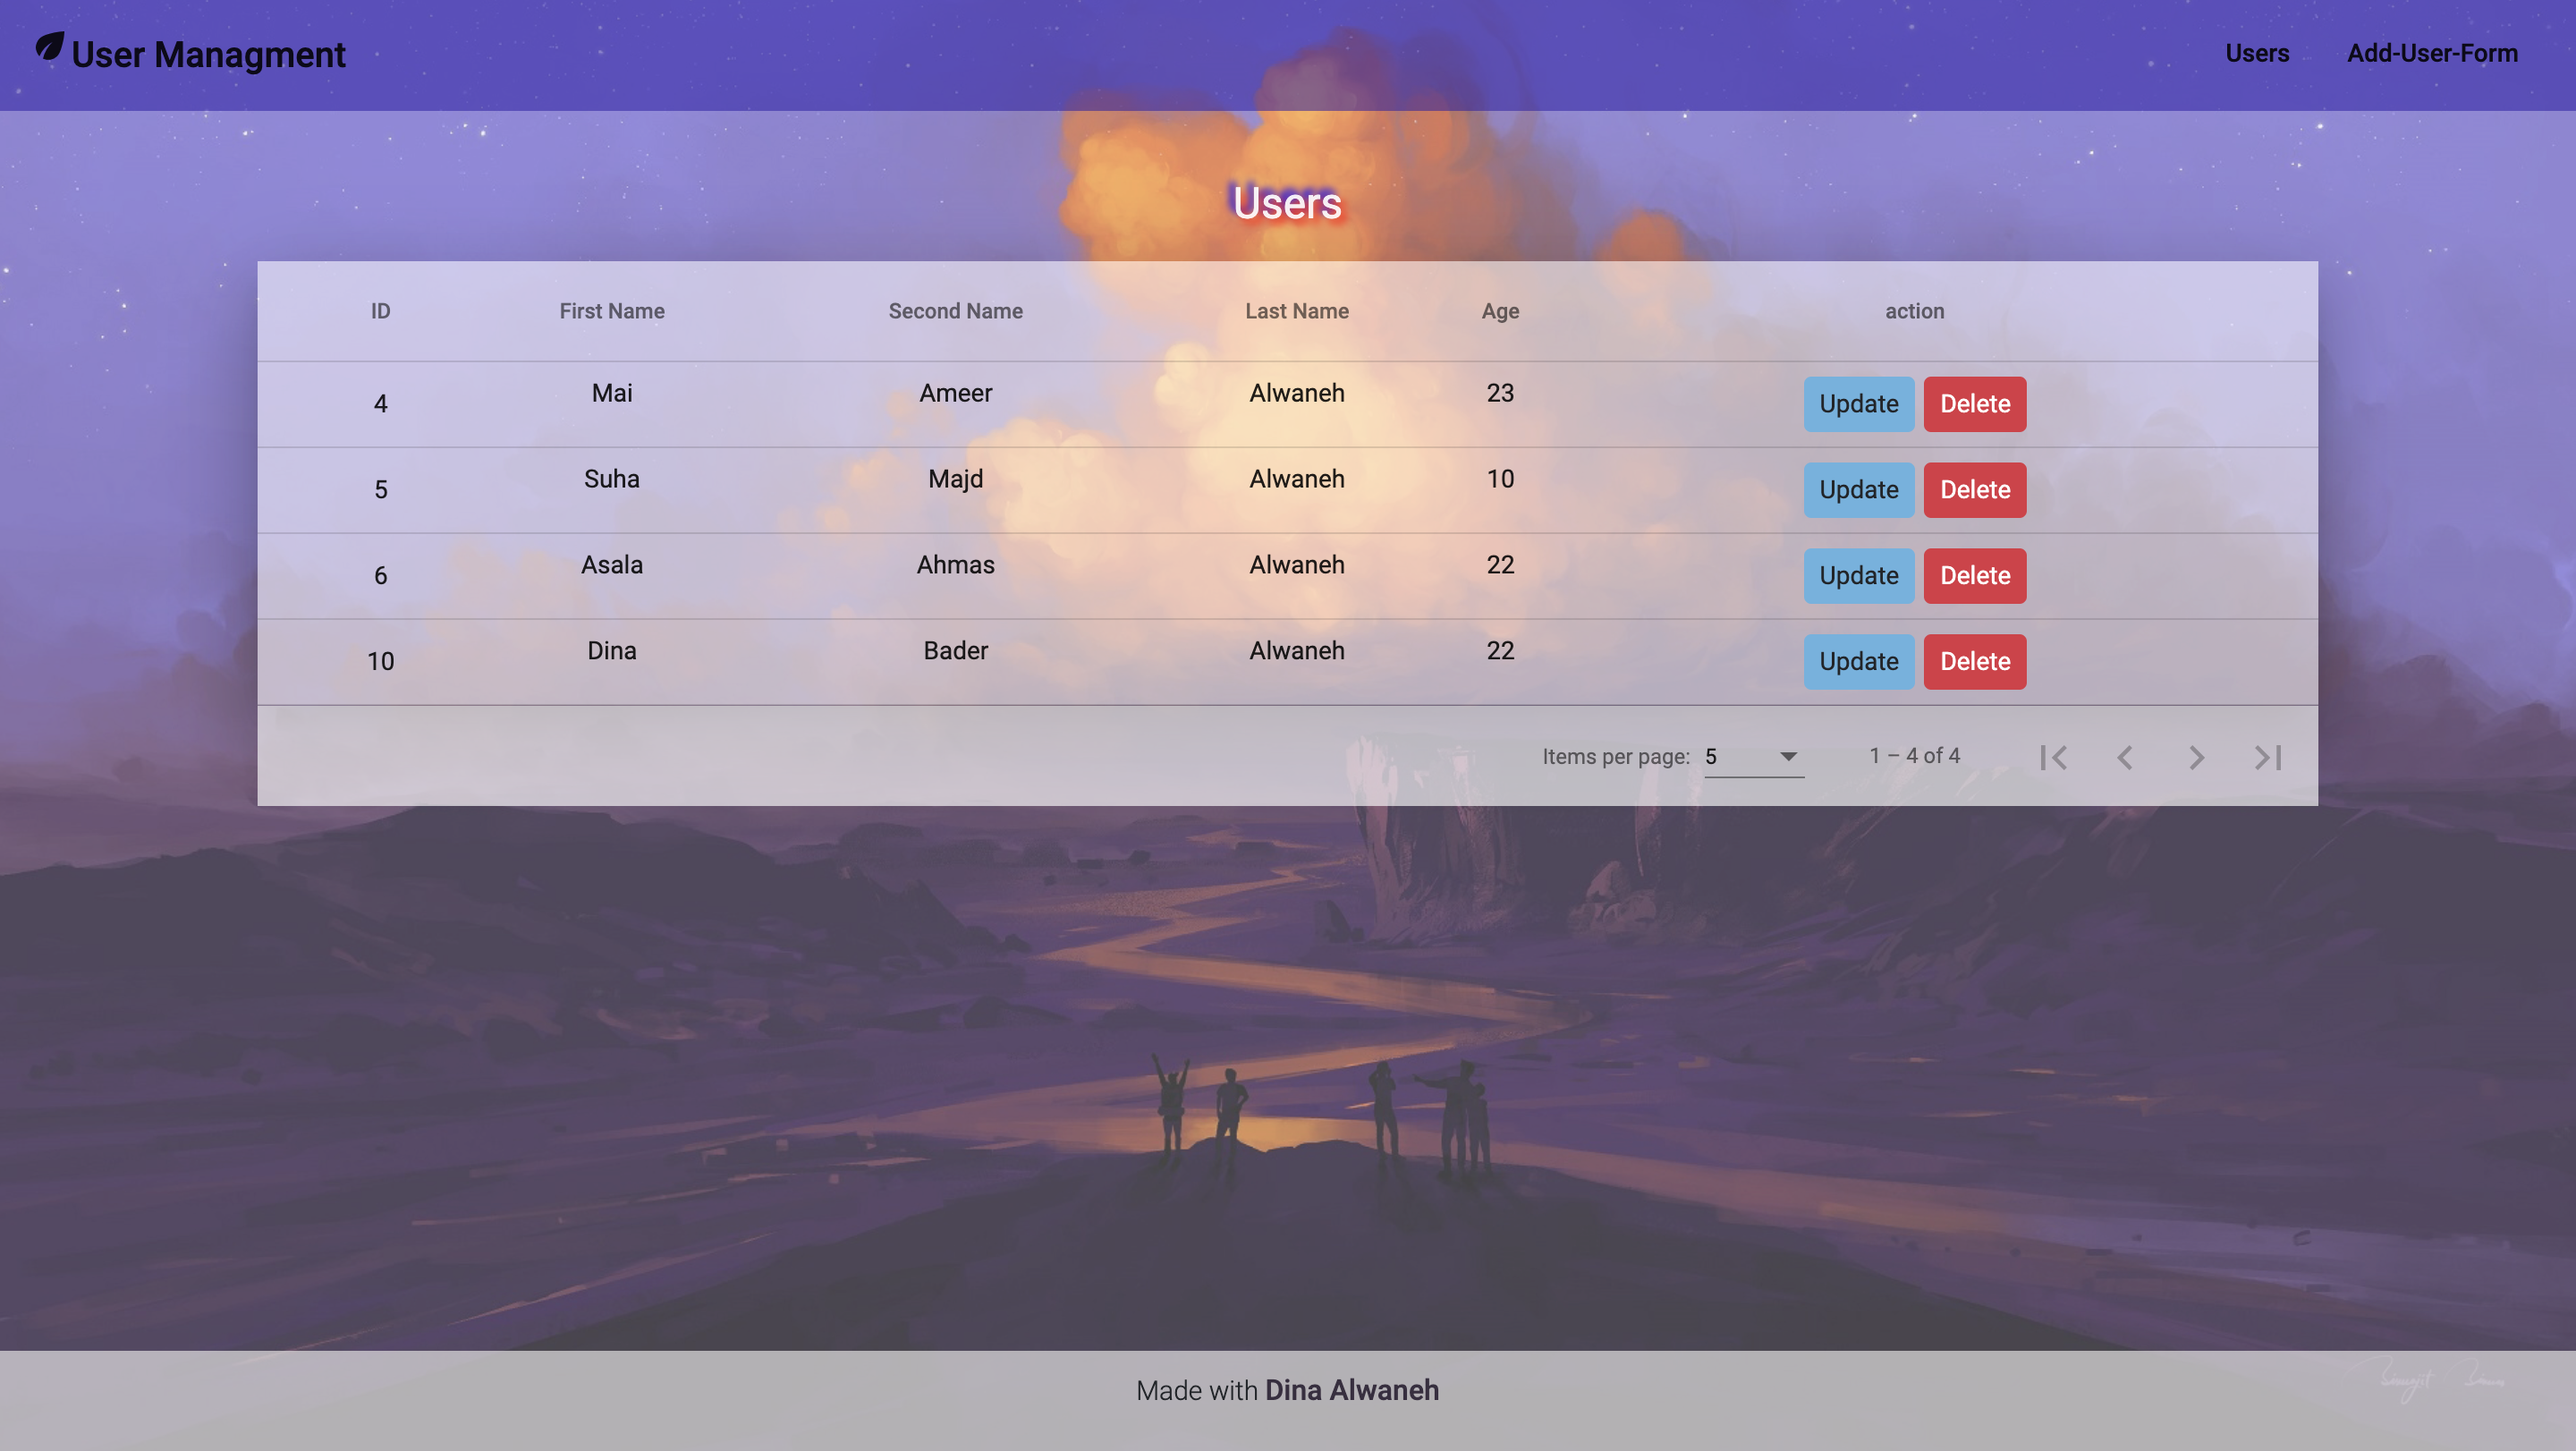 User Managment Users Add-User-Form
Users
ID First Name Second Name Last Name Age action
4 Mai Ameer Alwaneh 23 Update Delete
5 Suha Majd Alwaneh 10 Update Delete
6 Asala Ahmas Alwaneh 22 Update Delete
10 Dina Bader Alwaneh 22 Update Delete
Items per page: 5 1 – 4 of 4
Made with Dina Alwaneh